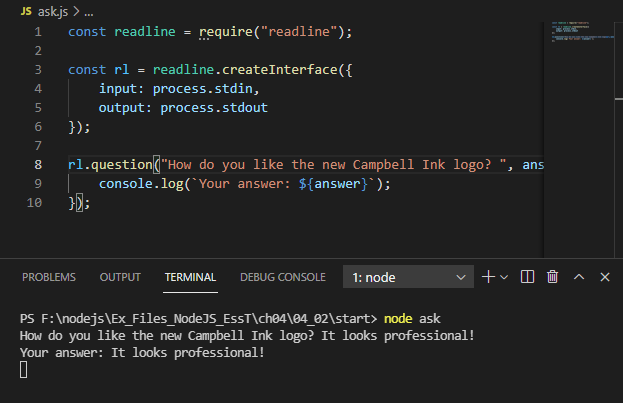 JS ask.js > ...
1 const readline = require("readline");
2
3 const rl = readline.createInterface({
4     input: process.stdin,
5     output: process.stdout
6 });
7
8 rl.question("How do you like the new Campbell Ink logo? ", ans
9     console.log(`Your answer: ${answer}`);
10 });
PROBLEMS OUTPUT TERMINAL DEBUG CONSOLE 1: node
PS F:\nodejs\Ex_Files_NodeJS_EssT\ch04\04_02\start> node ask
How do you like the new Campbell Ink logo? It looks professional!
Your answer: It looks professional!